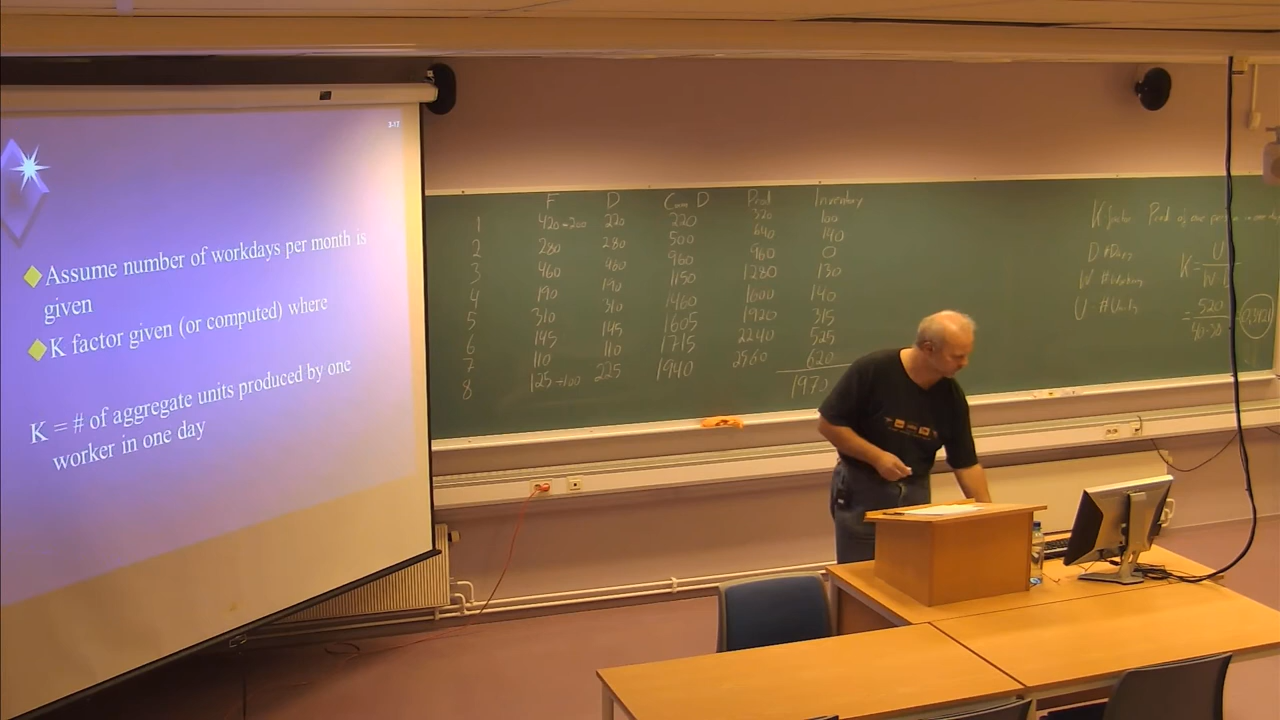 3-17
Assume number of workdays per month is
given
K factor given (or computed) where
K = # of aggregate units produced by one
worker in one day
F D Cum D Prod Inventory
1 420-200 220 220 320 100
2 280 280 500 640 140
3 460 460 960 960 0
4 190 190 1150 1280 130
5 310 310 1460 1600 140
6 145 145 1605 1920 315
7 110 110 1715 2240 525
8 125+100 225 1940 2560 620
1970
K factor Prod of one
D # Days
W # Workers
U # Units
K = U
W
= 520